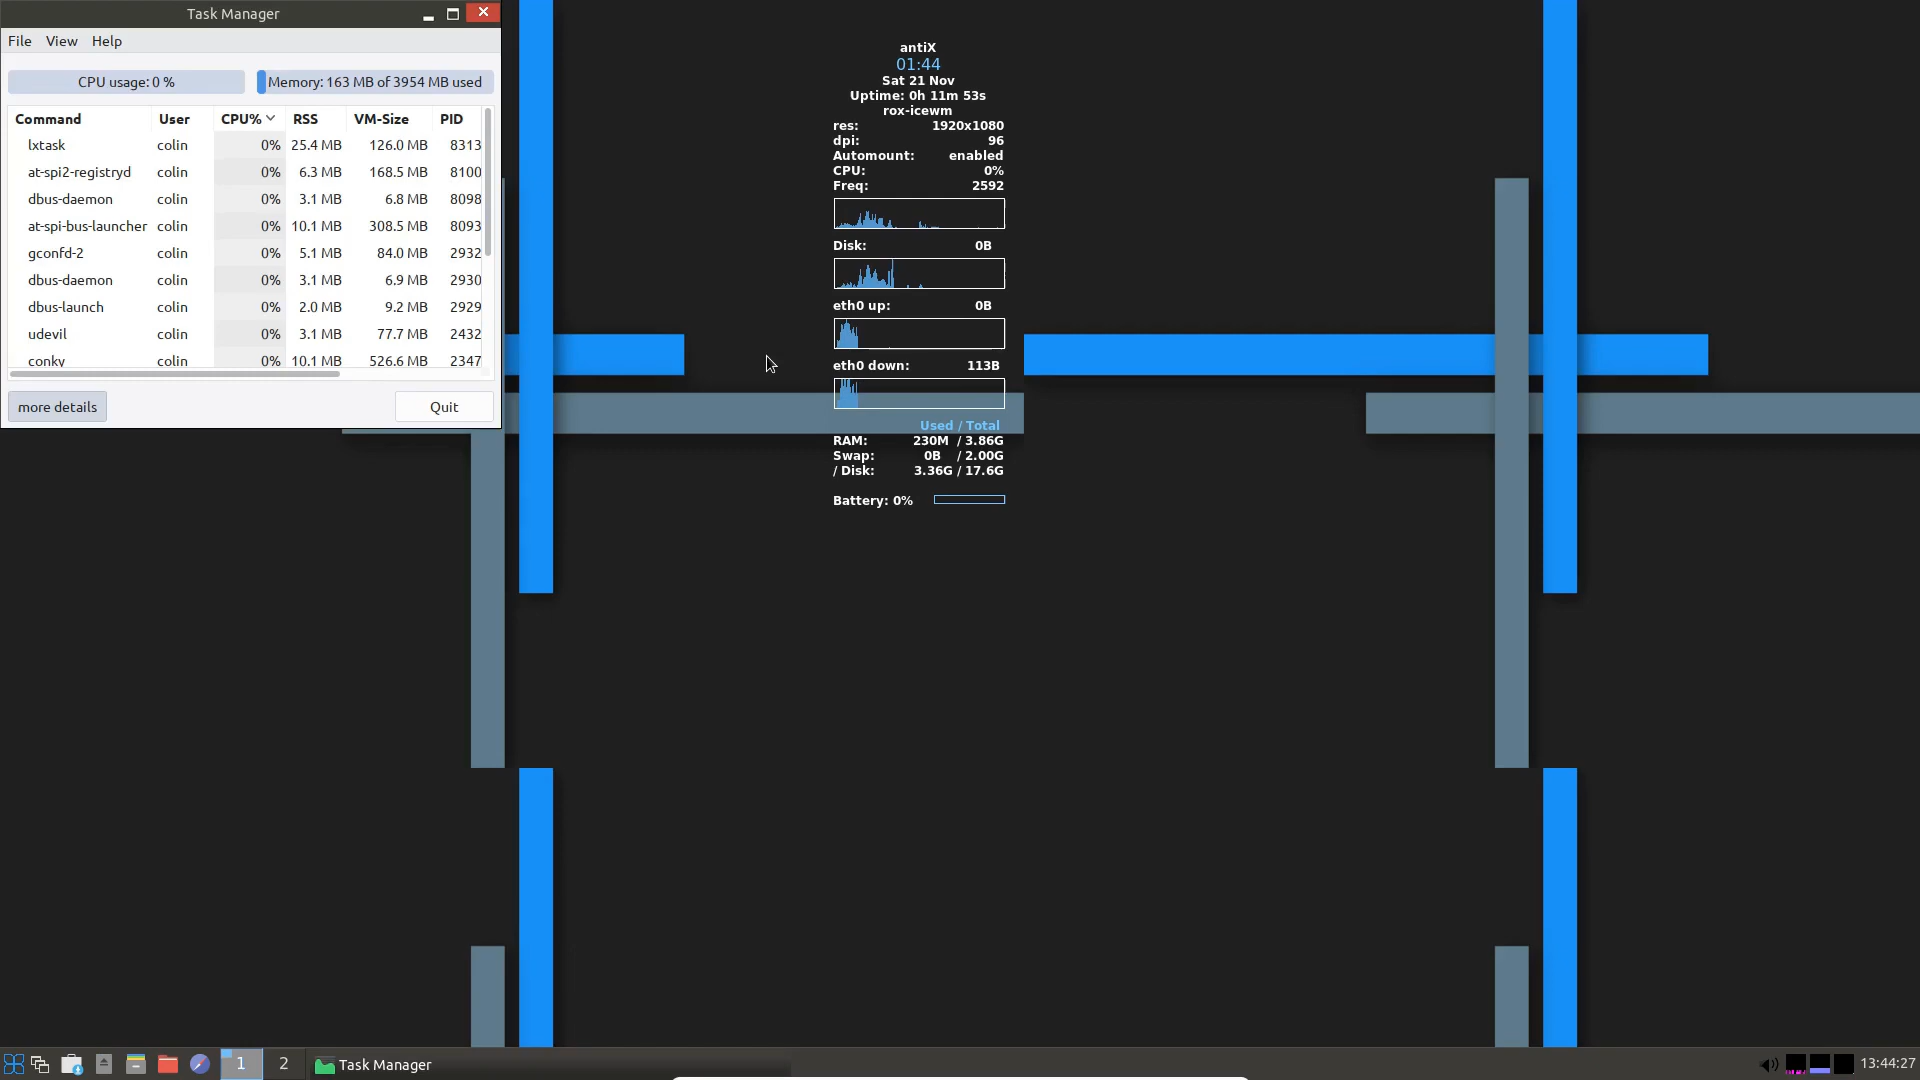 Task Manager
File View Help
CPU usage: 0 % Memory: 163 MB of 3954 MB used
Command User CPU% RSS VM-Size PID
lxtask colin 0% 25.4 MB 126.0 MB 8313
at-spi2-registryd colin 0% 6.3 MB 168.5 MB 8100
dbus-daemon colin 0% 3.1 MB 6.8 MB 8098
at-spi-bus-launcher colin 0% 10.1 MB 308.5 MB 8093
gconfd-2 colin 0% 5.1 MB 84.0 MB 2932
dbus-daemon colin 0% 3.1 MB 6.9 MB 2930
dbus-launch colin 0% 2.0 MB 9.2 MB 2929
udevil colin 0% 3.1 MB 77.7 MB 2432
conky colin 0% 10.1 MB 526.6 MB 2347
more details Quit
antiX
01:44
Sat 21 Nov
Uptime: 0h 11m 53s
rox-icewm
res: 1920x1080
dpi: 96
Automount: enabled
CPU: 0%
Freq: 2592
Disk: 0B
eth0 up: 0B
eth0 down: 113B
Used / Total
RAM: 230M / 3.86G
Swap: 0B / 2.00G
/ Disk: 3.36G / 17.6G
Battery: 0%
1 2 Task Manager 13:44:27